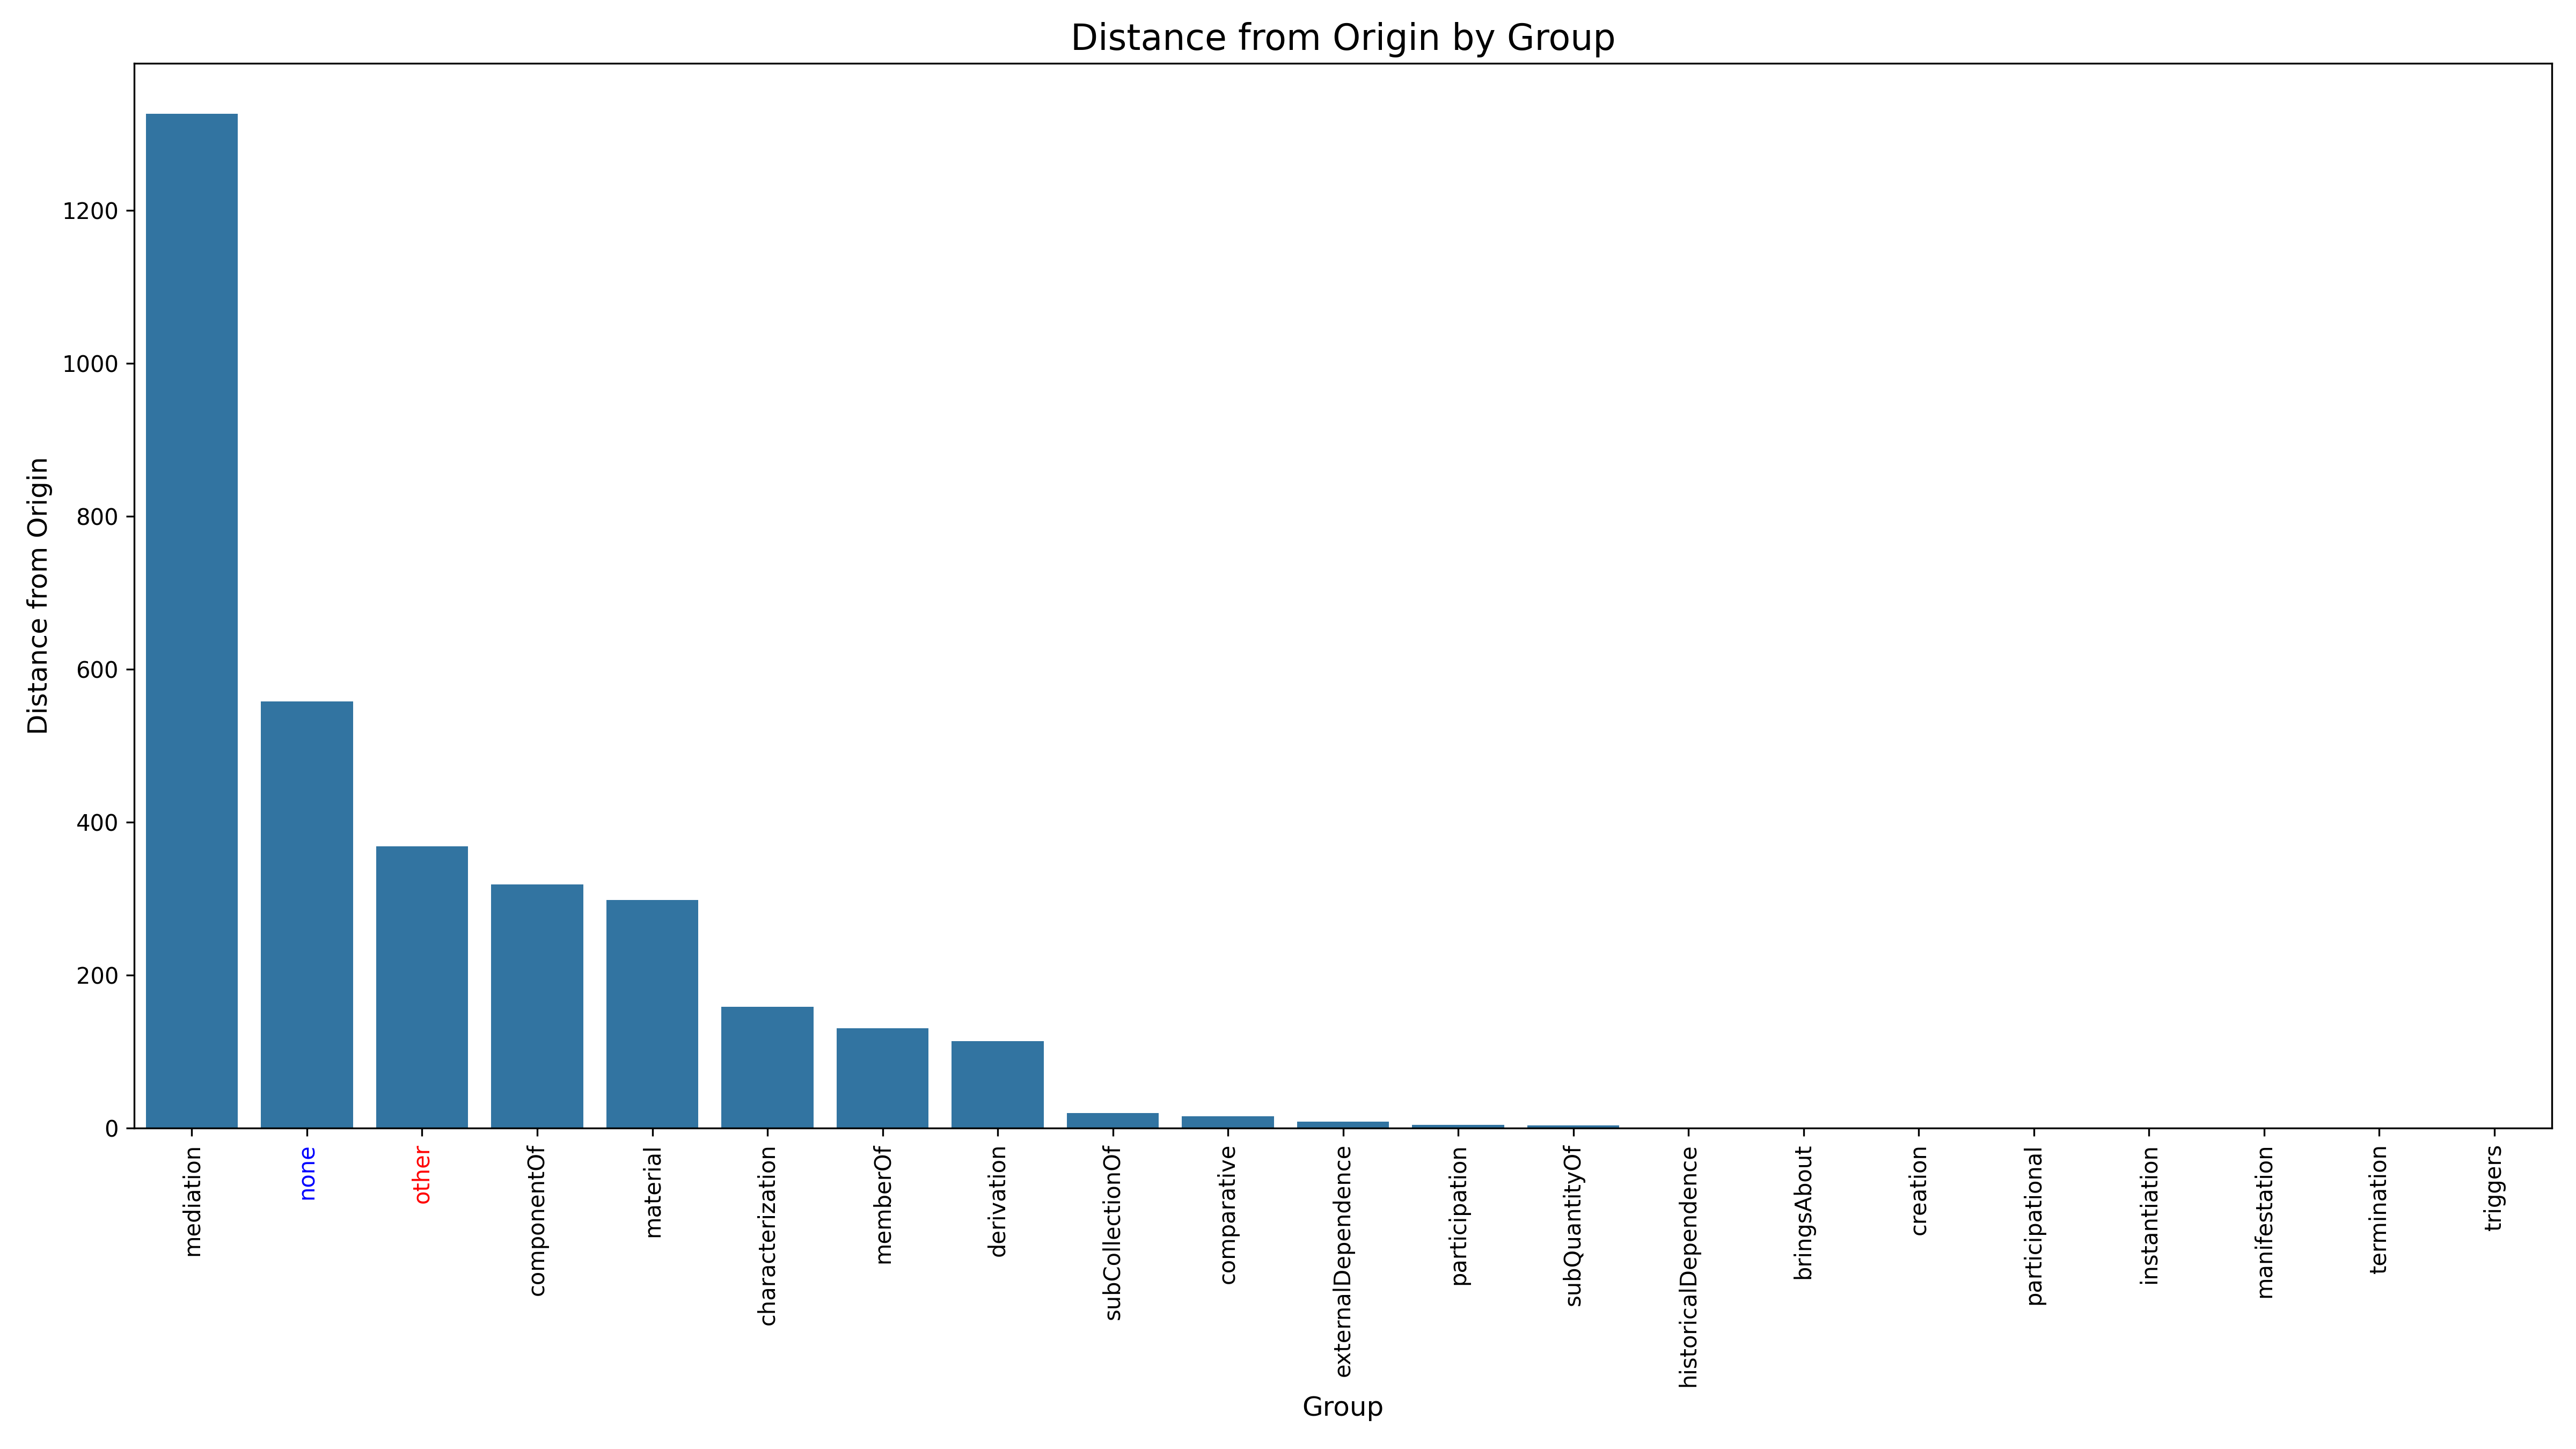 Distance from Origin by Group
Distance from Origin
1200
1000
800
600
400
200
0
mediation
none
other
componentOf
material
characterization
memberOf
derivation
subCollectionOf
comparative
externalDependence
participation
subQuantityOf
historicalDependence
bringsAbout
creation
participational
instantiation
manifestation
termination
triggers
Group